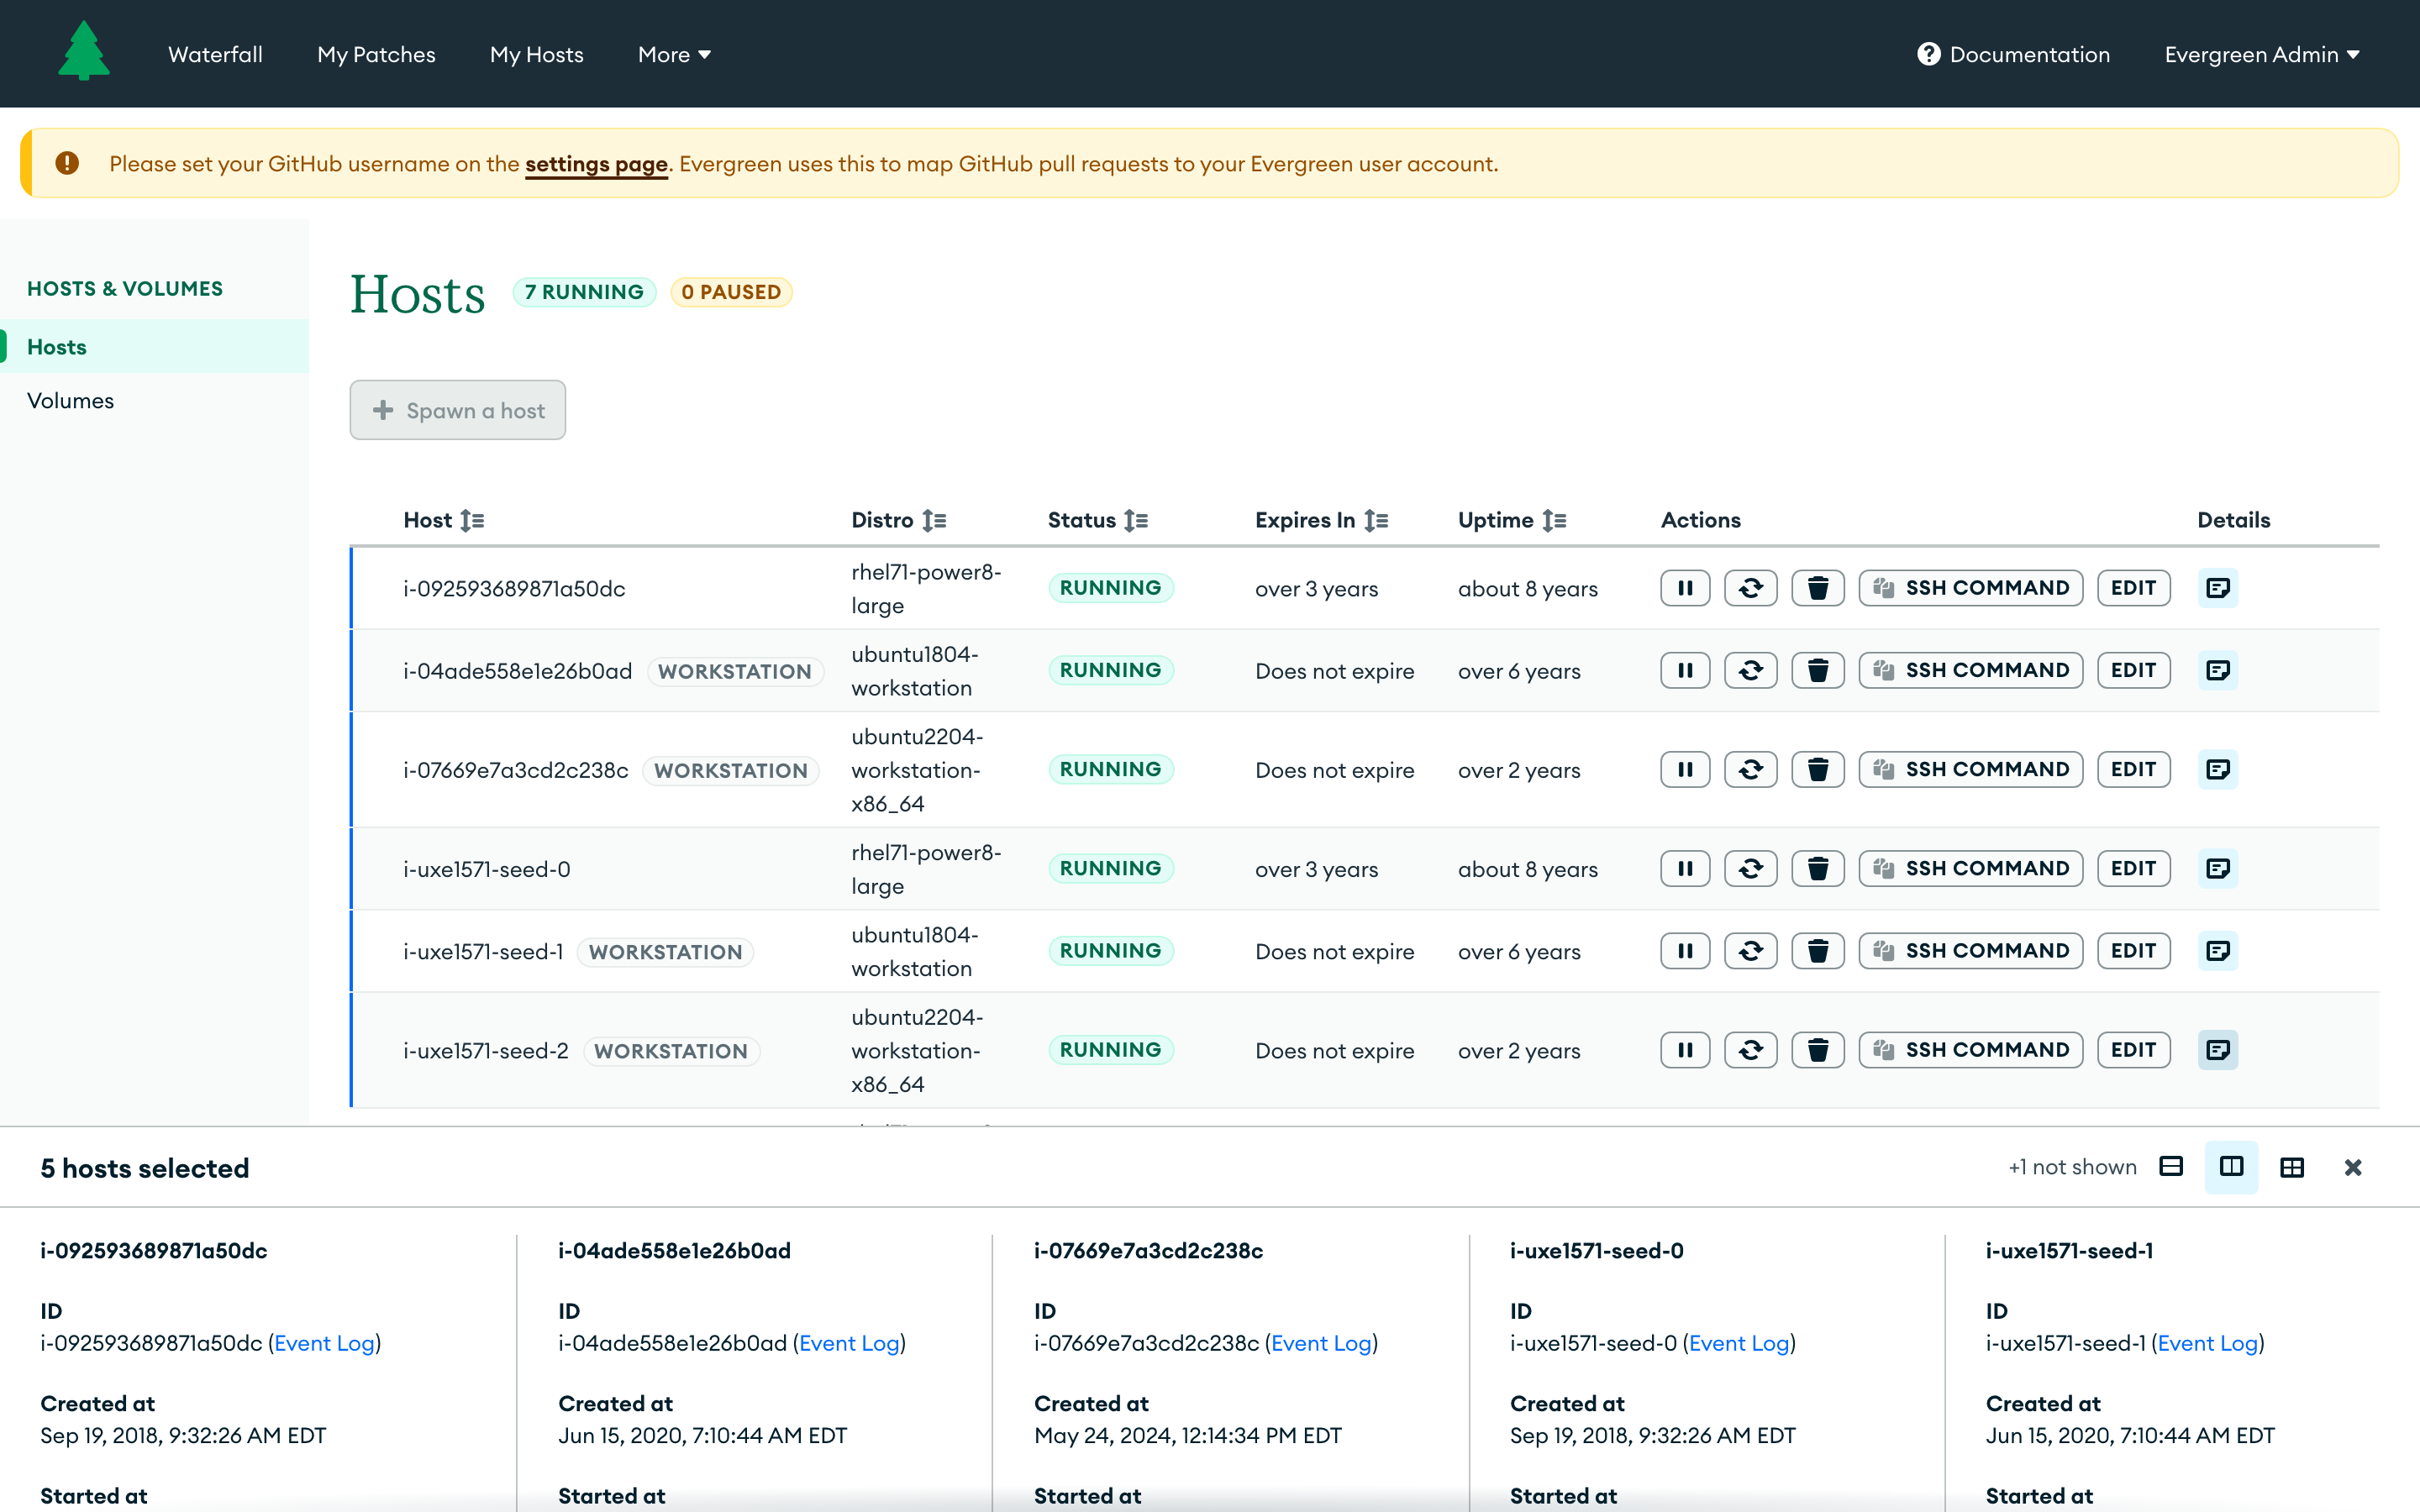 Waterfall My Patches My Hosts More Documentation Evergreen Admin
Please set your GitHub username on the settings page. Evergreen uses this to map GitHub pull requests to your Evergreen user account.
HOSTS & VOLUMES
Hosts
Volumes
Hosts 7 RUNNING 0 PAUSED
Spawn a host
Host Distro Status Expires In Uptime Actions Details
i-092593689871a50dc rhel71-power8-large RUNNING over 3 years about 8 years SSH COMMAND EDIT
i-04ade558e1e26b0ad WORKSTATION ubuntu1804-workstation RUNNING Does not expire over 6 years SSH COMMAND EDIT
i-07669e7a3cd2c238c WORKSTATION ubuntu2204-workstation-x86_64 RUNNING Does not expire over 2 years SSH COMMAND EDIT
i-uxe1571-seed-0 rhel71-power8-large RUNNING over 3 years about 8 years SSH COMMAND EDIT
i-uxe1571-seed-1 WORKSTATION ubuntu1804-workstation RUNNING Does not expire over 6 years SSH COMMAND EDIT
i-uxe1571-seed-2 WORKSTATION ubuntu2204-workstation-x86_64 RUNNING Does not expire over 2 years SSH COMMAND EDIT
5 hosts selected +1 not shown
i-092593689871a50dc i-04ade558e1e26b0ad i-07669e7a3cd2c238c i-uxe1571-seed-0 i-uxe1571-seed-1
ID ID ID ID ID
i-092593689871a50dc (Event Log) i-04ade558e1e26b0ad (Event Log) i-07669e7a3cd2c238c (Event Log) i-uxe1571-seed-0 (Event Log) i-uxe1571-seed-1 (Event Log)
Created at Created at Created at Created at Created at
Sep 19, 2018, 9:32:26 AM EDT Jun 15, 2020, 7:10:44 AM EDT May 24, 2024, 12:14:34 PM EDT Sep 19, 2018, 9:32:26 AM EDT Jun 15, 2020, 7:10:44 AM EDT
Started at Started at Started at Started at Started at